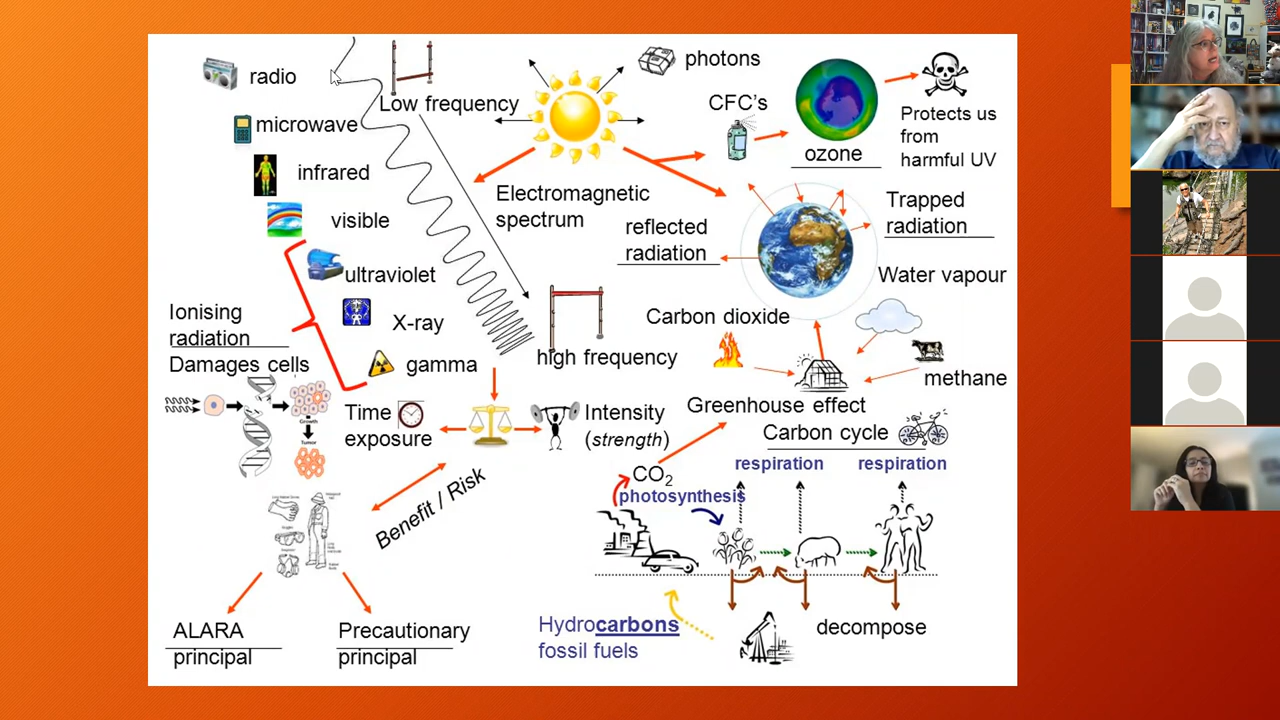 radio
Low frequency
photons
CFC's
Protects us
from
harmful UV
microwave
ozone
infrared
Electromagnetic
spectrum
Trapped
radiation
reflected
radiation
visible
ultraviolet
Water vapour
Ionising
radiation
Damages cells
X-ray
Carbon dioxide
high frequency
gamma
methane
Growth
Tumor
Time
exposure
Intensity
(strength)
Greenhouse effect
Carbon cycle
respiration
respiration
CO2
photosynthesis
Benefit / Risk
Hydrocarbons
fossil fuels
decompose
ALARA
principal
Precautionary
principal